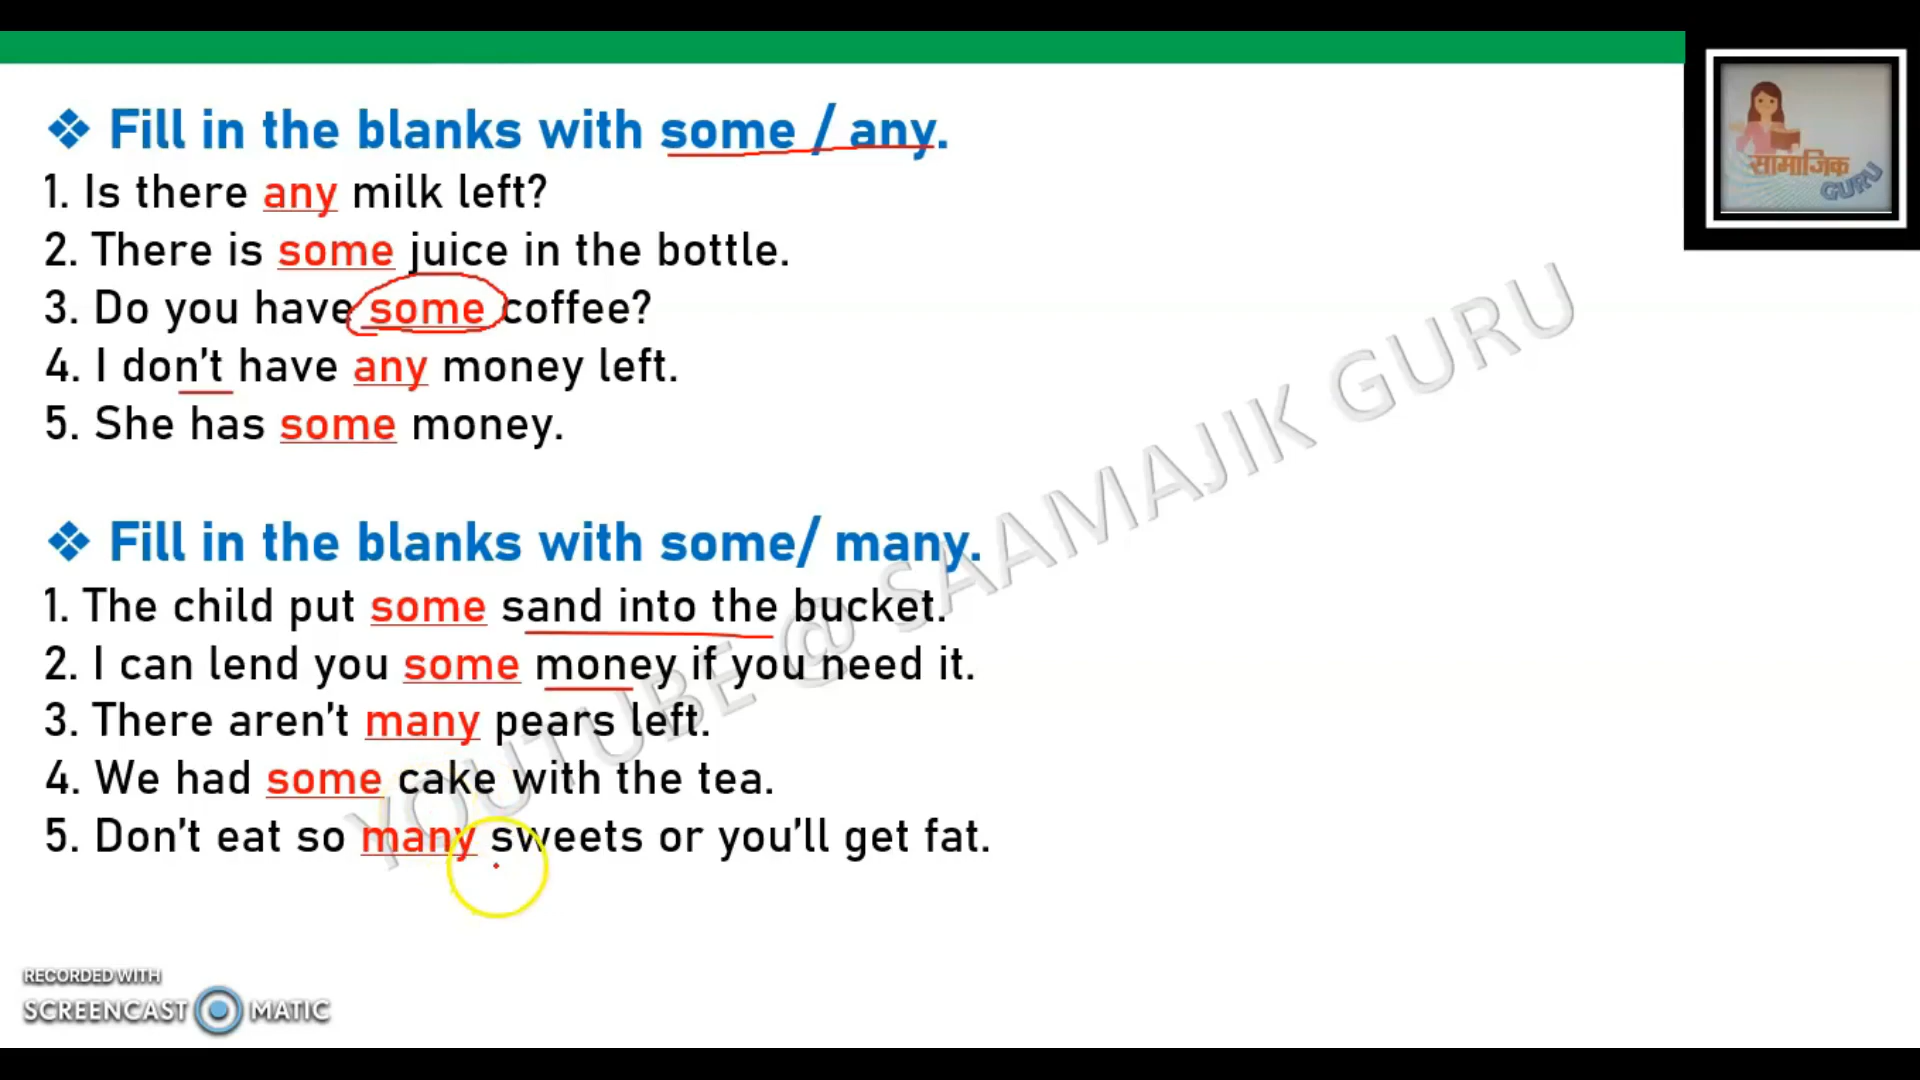 ❖ Fill in the blanks with some / any.
1. Is there any milk left?
2. There is some juice in the bottle.
3. Do you have some coffee?
4. I don't have any money left.
5. She has some money.
❖ Fill in the blanks with some/ many.
1. The child put some sand into the bucket.
2. I can lend you some money if you need it.
3. There aren't many pears left.
4. We had some cake with the tea.
5. Don't eat so many sweets or you'll get fat.
YOUTUBE @ SAAMAJIK GURU
सामाजिक
GURU
RECORDED WITH
SCREENCAST MATIC